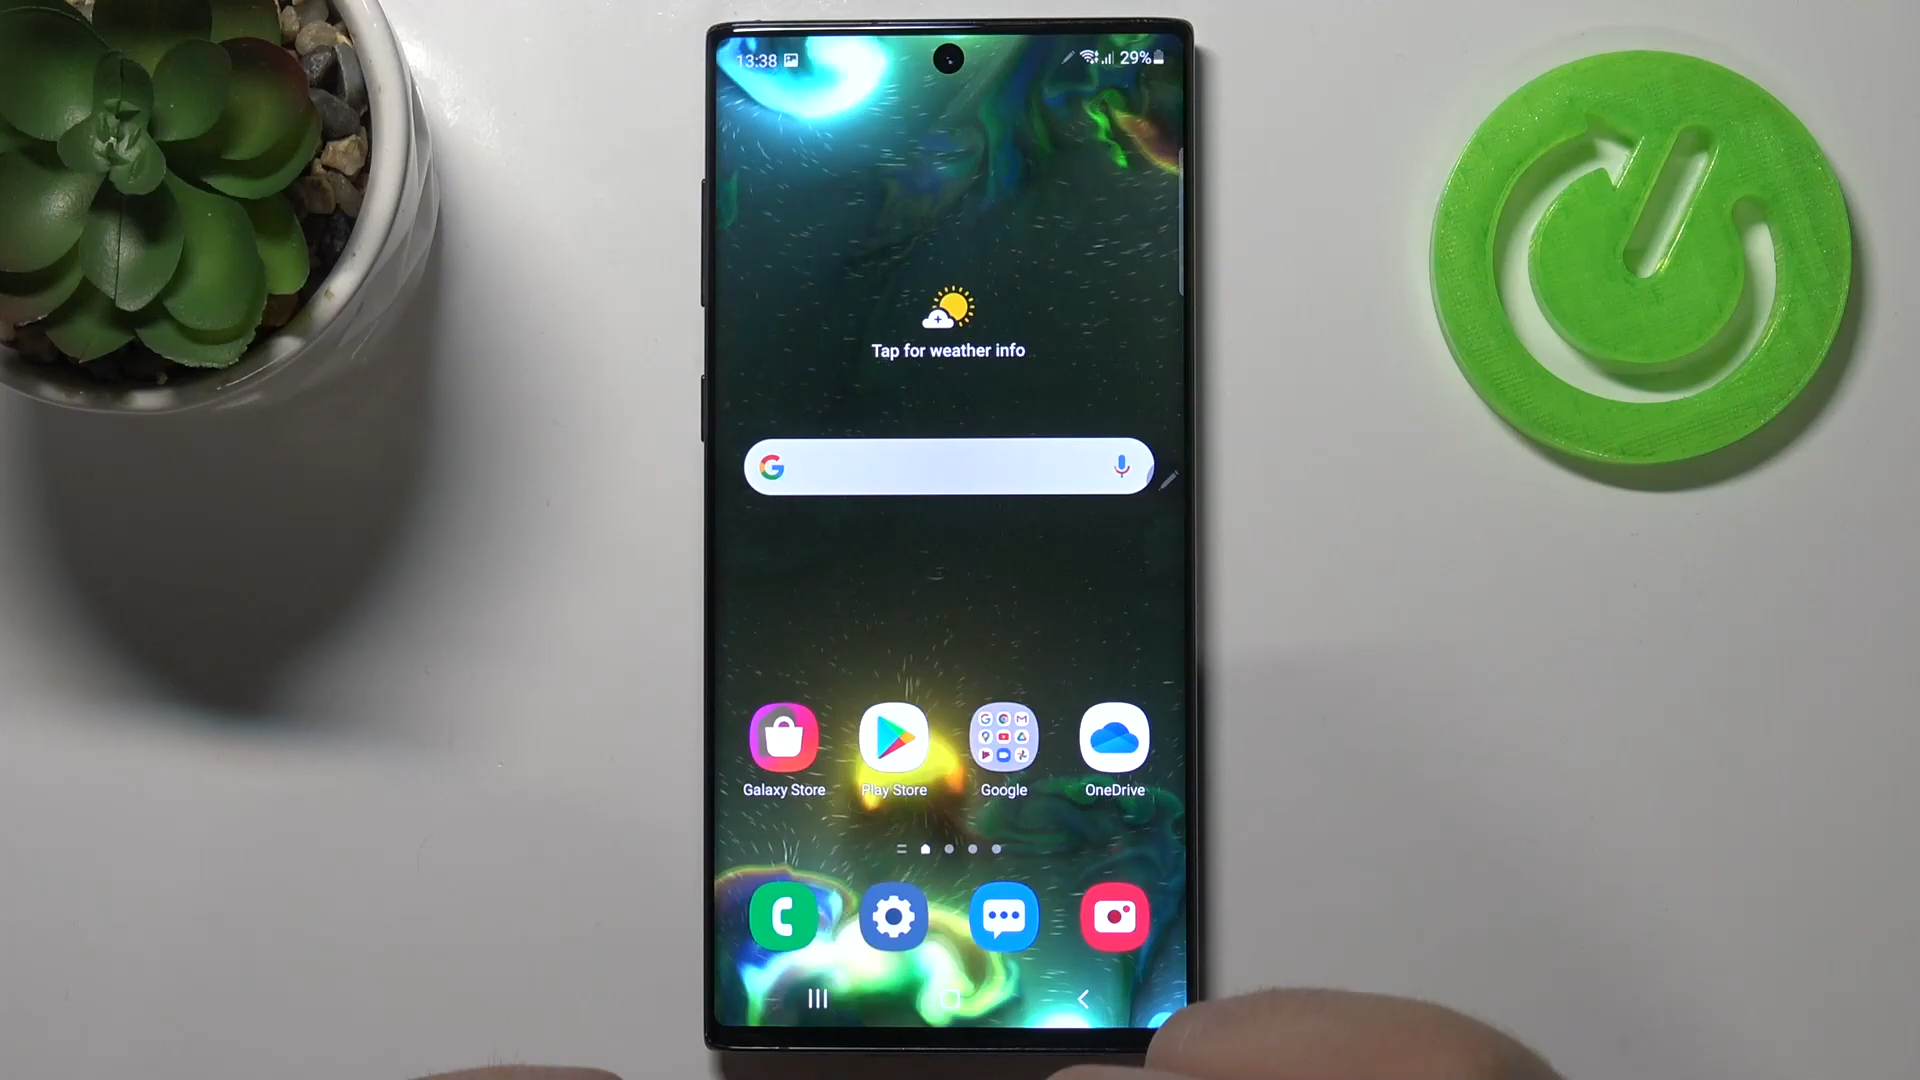 13:38
29%
Tap for weather info
Galaxy Store
Play Store
Google
OneDrive